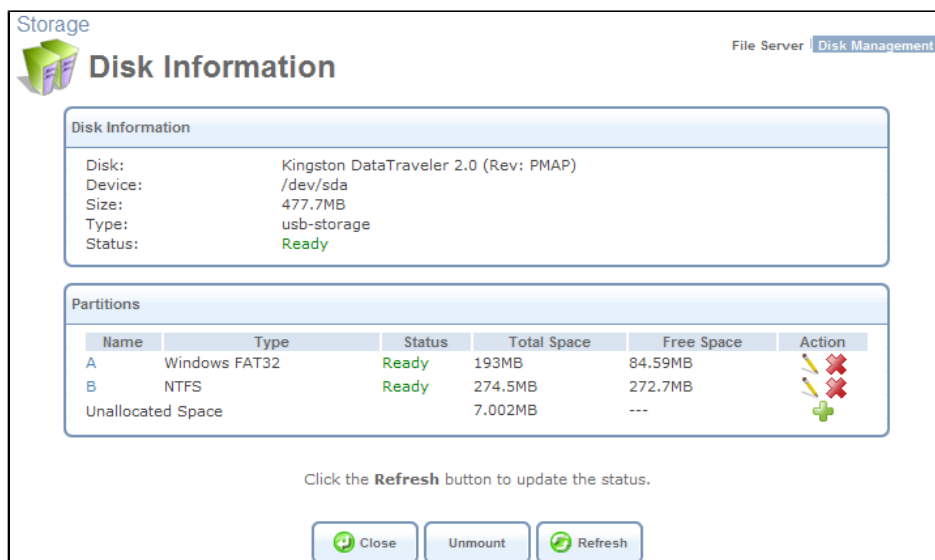 Storage
File Server | Disk Management
Disk Information
Disk Information
Disk: Kingston DataTraveler 2.0 (Rev: PMAP)
Device: /dev/sda
Size: 477.7MB
Type: usb-storage
Status: Ready
Partitions
Name Type Status Total Space Free Space Action
A Windows FAT32 Ready 193MB 84.59MB
B NTFS Ready 274.5MB 272.7MB
Unallocated Space 7.002MB ---
Click the Refresh button to update the status.
Close Unmount Refresh